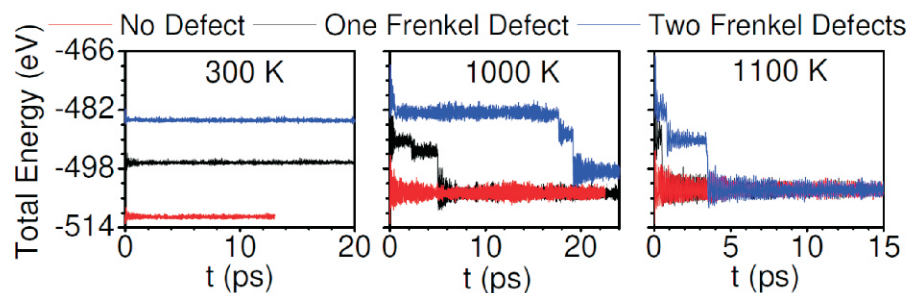 No Defect One Frenkel Defect Two Frenkel Defects
Total Energy (eV)
-466
-482
-498
-514
300 K
1000 K
1100 K
0 10 20
0 10 20
0 5 10 15
t (ps)
t (ps)
t (ps)